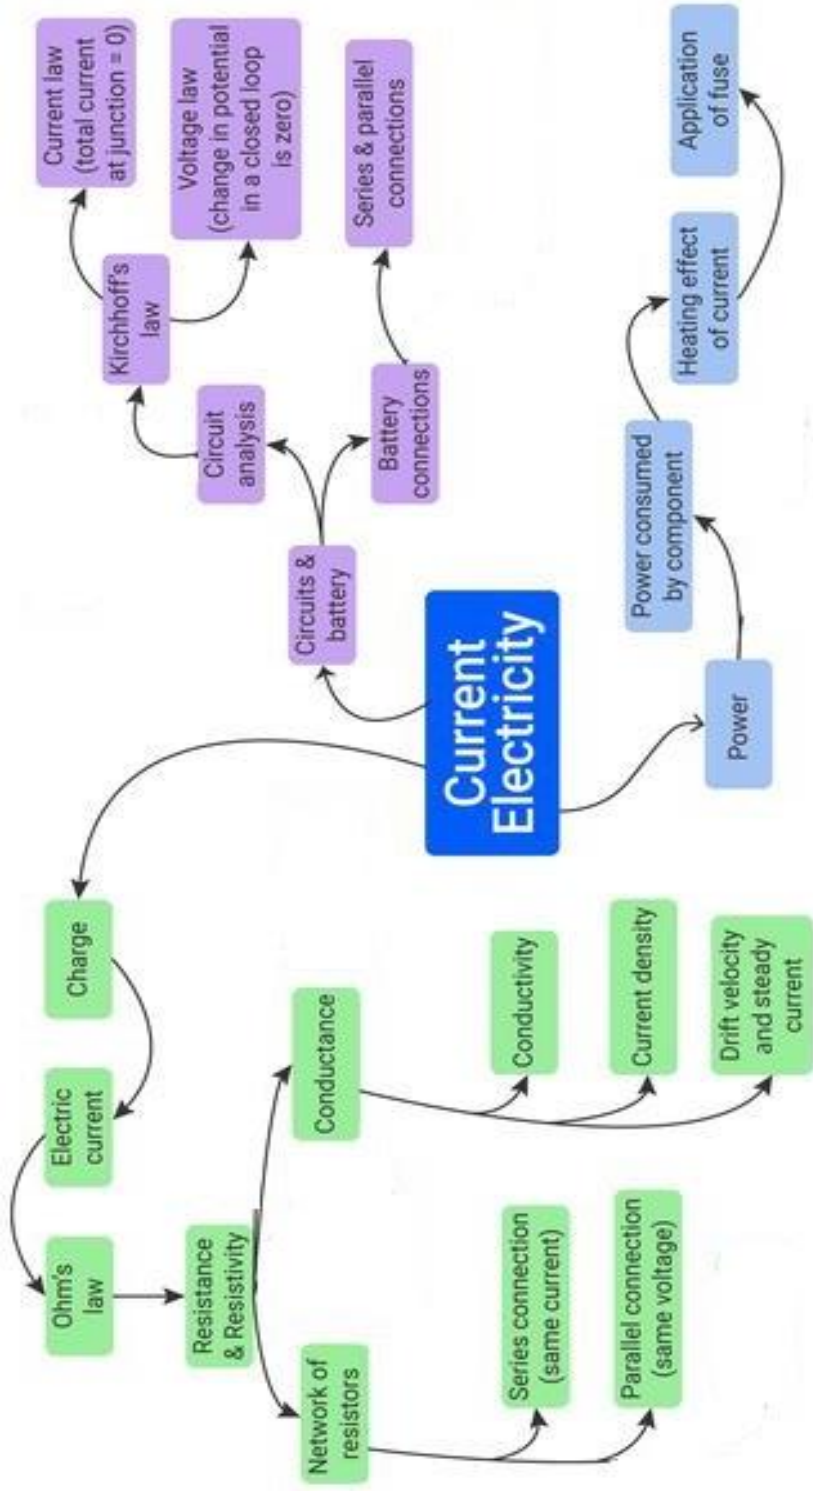 Ohm's
law
Electric
current
Charge
Resistance
& Resistivity
Network of
resistors
Conductance
Series connection
(same current)
Parallel connection
(same voltage)
Conductivity
Current density
Drift velocity
and steady
current
Current
Electricity
Circuits &
battery
Circuit
analysis
Kirchhoff's
law
Current law
(total current
at junction = 0)
Voltage law
(change in potential
in a closed loop
is zero)
Battery
connections
Series & parallel
connections
Power
Power consumed
by component
Heating effect
of current
Application
of fuse